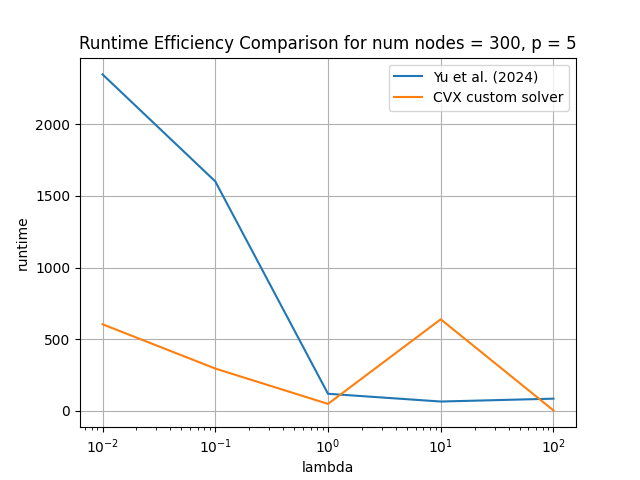 Runtime Efficiency Comparison for num nodes = 300, p = 5
Yu et al. (2024)
CVX custom solver
2000
1500
1000
500
0
runtime
10⁻²
10⁻¹
10⁰
10¹
10²
lambda